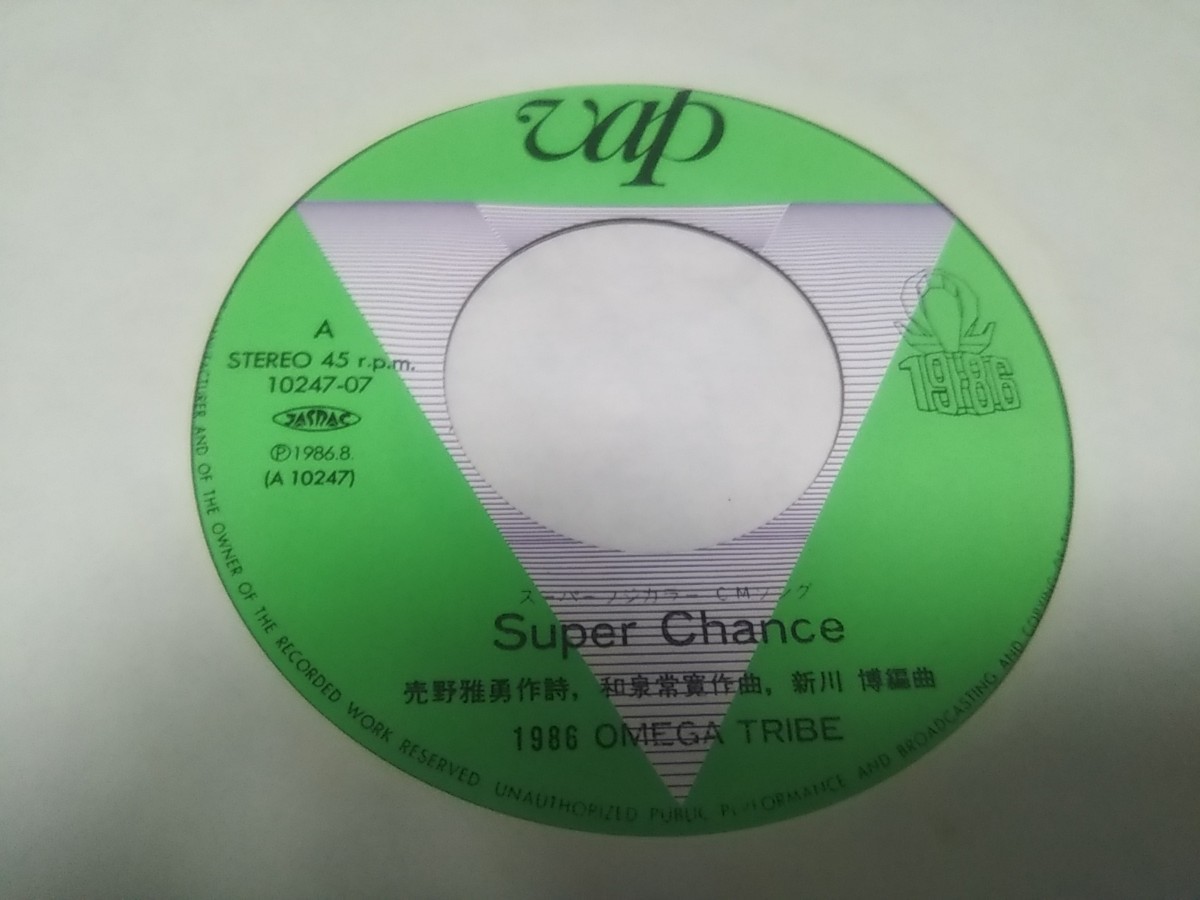 vap
A
STEREO 45 r.p.m.
10247-07
JASRAC
Ⓟ1986.8.
(A 10247)
Ω
1986
スーパーフジカラー CMソング
Super Chance
売野雅勇作詩, 和泉常寛作曲, 新川 博編曲
1986 OMEGA TRIBE
AND OF THE OWNER OF THE RECORDED WORK RESERVED UNAUTHORIZED PUBLIC PERFORMANCE AND BROADCASTING AND COPYING